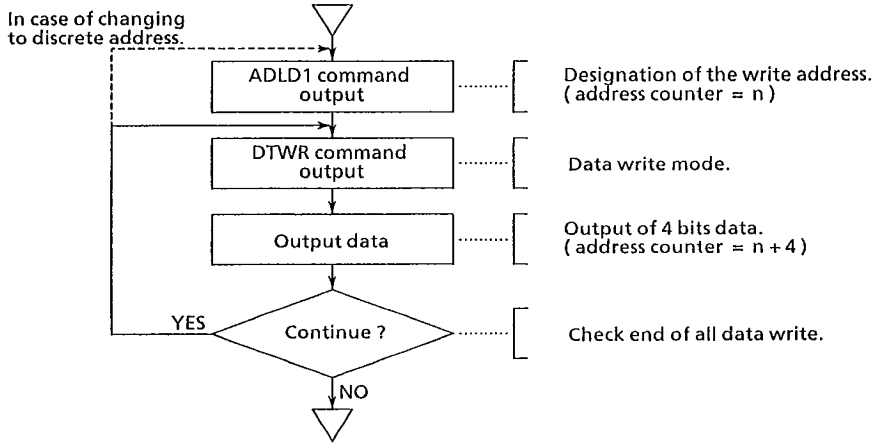 In case of changing
to discrete address.
ADLD1 command
output
Designation of the write address.
( address counter = n )
DTWR command
output
Data write mode.
Output data
Output of 4 bits data.
( address counter = n + 4 )
YES
Continue ?
Check end of all data write.
NO